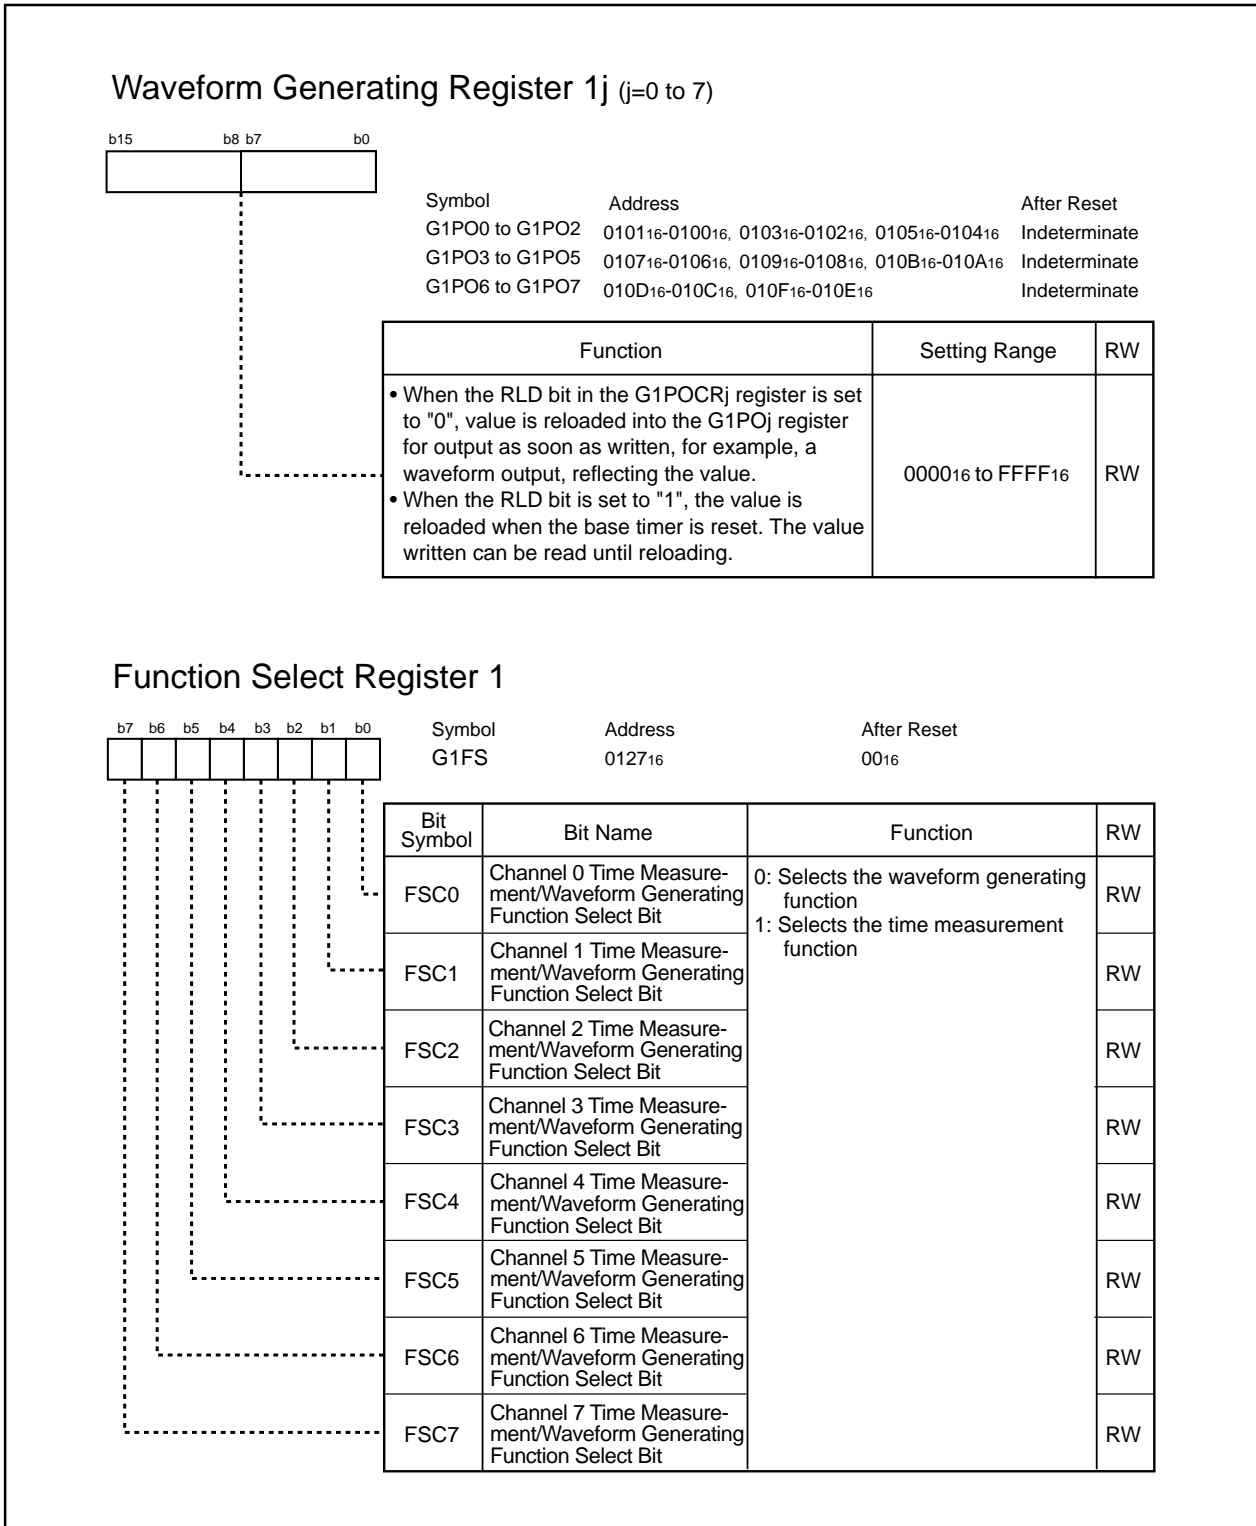 Waveform Generating Register 1j (j=0 to 7)
b15 b8 b7 b0
Symbol Address After Reset
G1PO0 to G1PO2 010116-010016, 010316-010216, 010516-010416 Indeterminate
G1PO3 to G1PO5 010716-010616, 010916-010816, 010B16-010A16 Indeterminate
G1PO6 to G1PO7 010D16-010C16, 010F16-010E16 Indeterminate
Function Setting Range RW
• When the RLD bit in the G1POCRj register is set
to "0", value is reloaded into the G1POj register
for output as soon as written, for example, a
waveform output, reflecting the value.
• When the RLD bit is set to "1", the value is
reloaded when the base timer is reset. The value
written can be read until reloading.
000016 to FFFF16
RW
Function Select Register 1
b7 b6 b5 b4 b3 b2 b1 b0
Symbol Address After Reset
G1FS 012716 0016
Bit
Symbol
Bit Name Function RW
FSC0
Channel 0 Time Measure-
ment/Waveform Generating
Function Select Bit
0: Selects the waveform generating
function
1: Selects the time measurement
function
RW
FSC1
Channel 1 Time Measure-
ment/Waveform Generating
Function Select Bit
RW
FSC2
Channel 2 Time Measure-
ment/Waveform Generating
Function Select Bit
RW
FSC3
Channel 3 Time Measure-
ment/Waveform Generating
Function Select Bit
RW
FSC4
Channel 4 Time Measure-
ment/Waveform Generating
Function Select Bit
RW
FSC5
Channel 5 Time Measure-
ment/Waveform Generating
Function Select Bit
RW
FSC6
Channel 6 Time Measure-
ment/Waveform Generating
Function Select Bit
RW
FSC7
Channel 7 Time Measure-
ment/Waveform Generating
Function Select Bit
RW